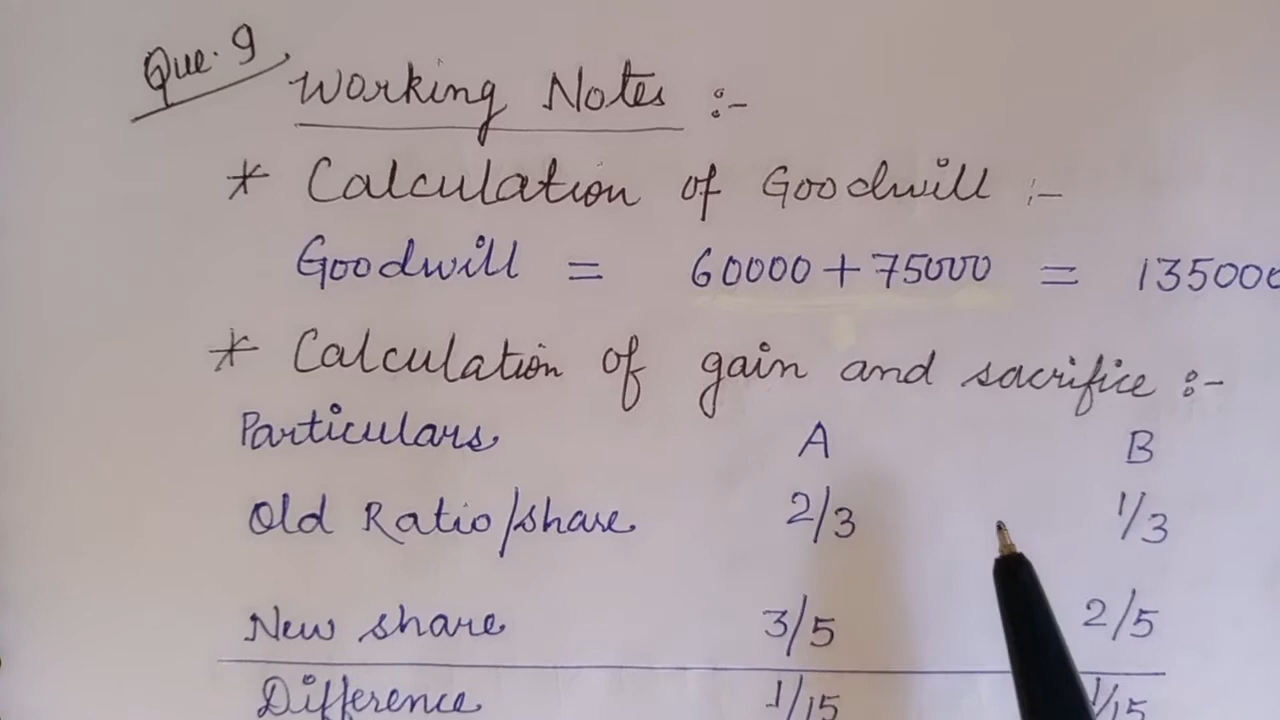 Que. 9
Working Notes :-
* Calculation of Goodwill :-
Goodwill = 60000 + 75000 = 135000
* Calculation of gain and sacrifice :-
Particulars A B
Old Ratio/share 2/3 1/3
New share 3/5 2/5
Difference 1/15 1/15